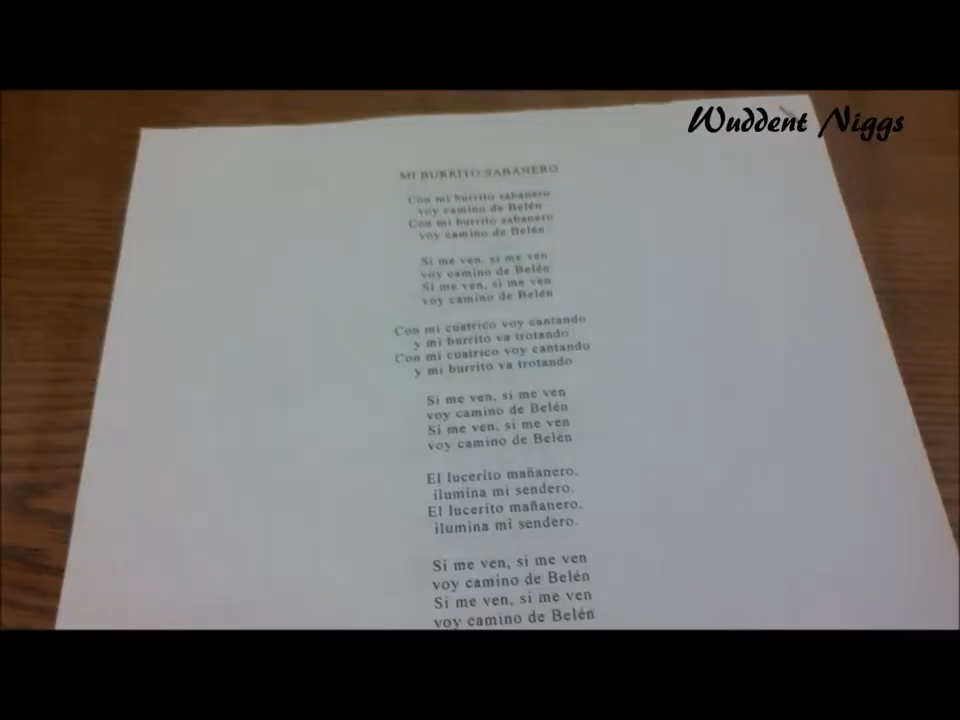 Wuddent Niggs
MI BURRITO SABANERO
Con mi burrito sabanero
voy camino de Belén
Con mi burrito sabanero
voy camino de Belén
Si me ven, si me ven
voy camino de Belén
Si me ven, si me ven
voy camino de Belén
Con mi cuatrico voy cantando
y mi burrito va trotando
Con mi cuatrico voy cantando
y mi burrito va trotando
Si me ven, si me ven
voy camino de Belén
Si me ven, si me ven
voy camino de Belén
El lucerito mañanero,
ilumina mi sendero.
El lucerito mañanero,
ilumina mi sendero.
Si me ven, si me ven
voy camino de Belén
Si me ven, si me ven
voy camino de Belén